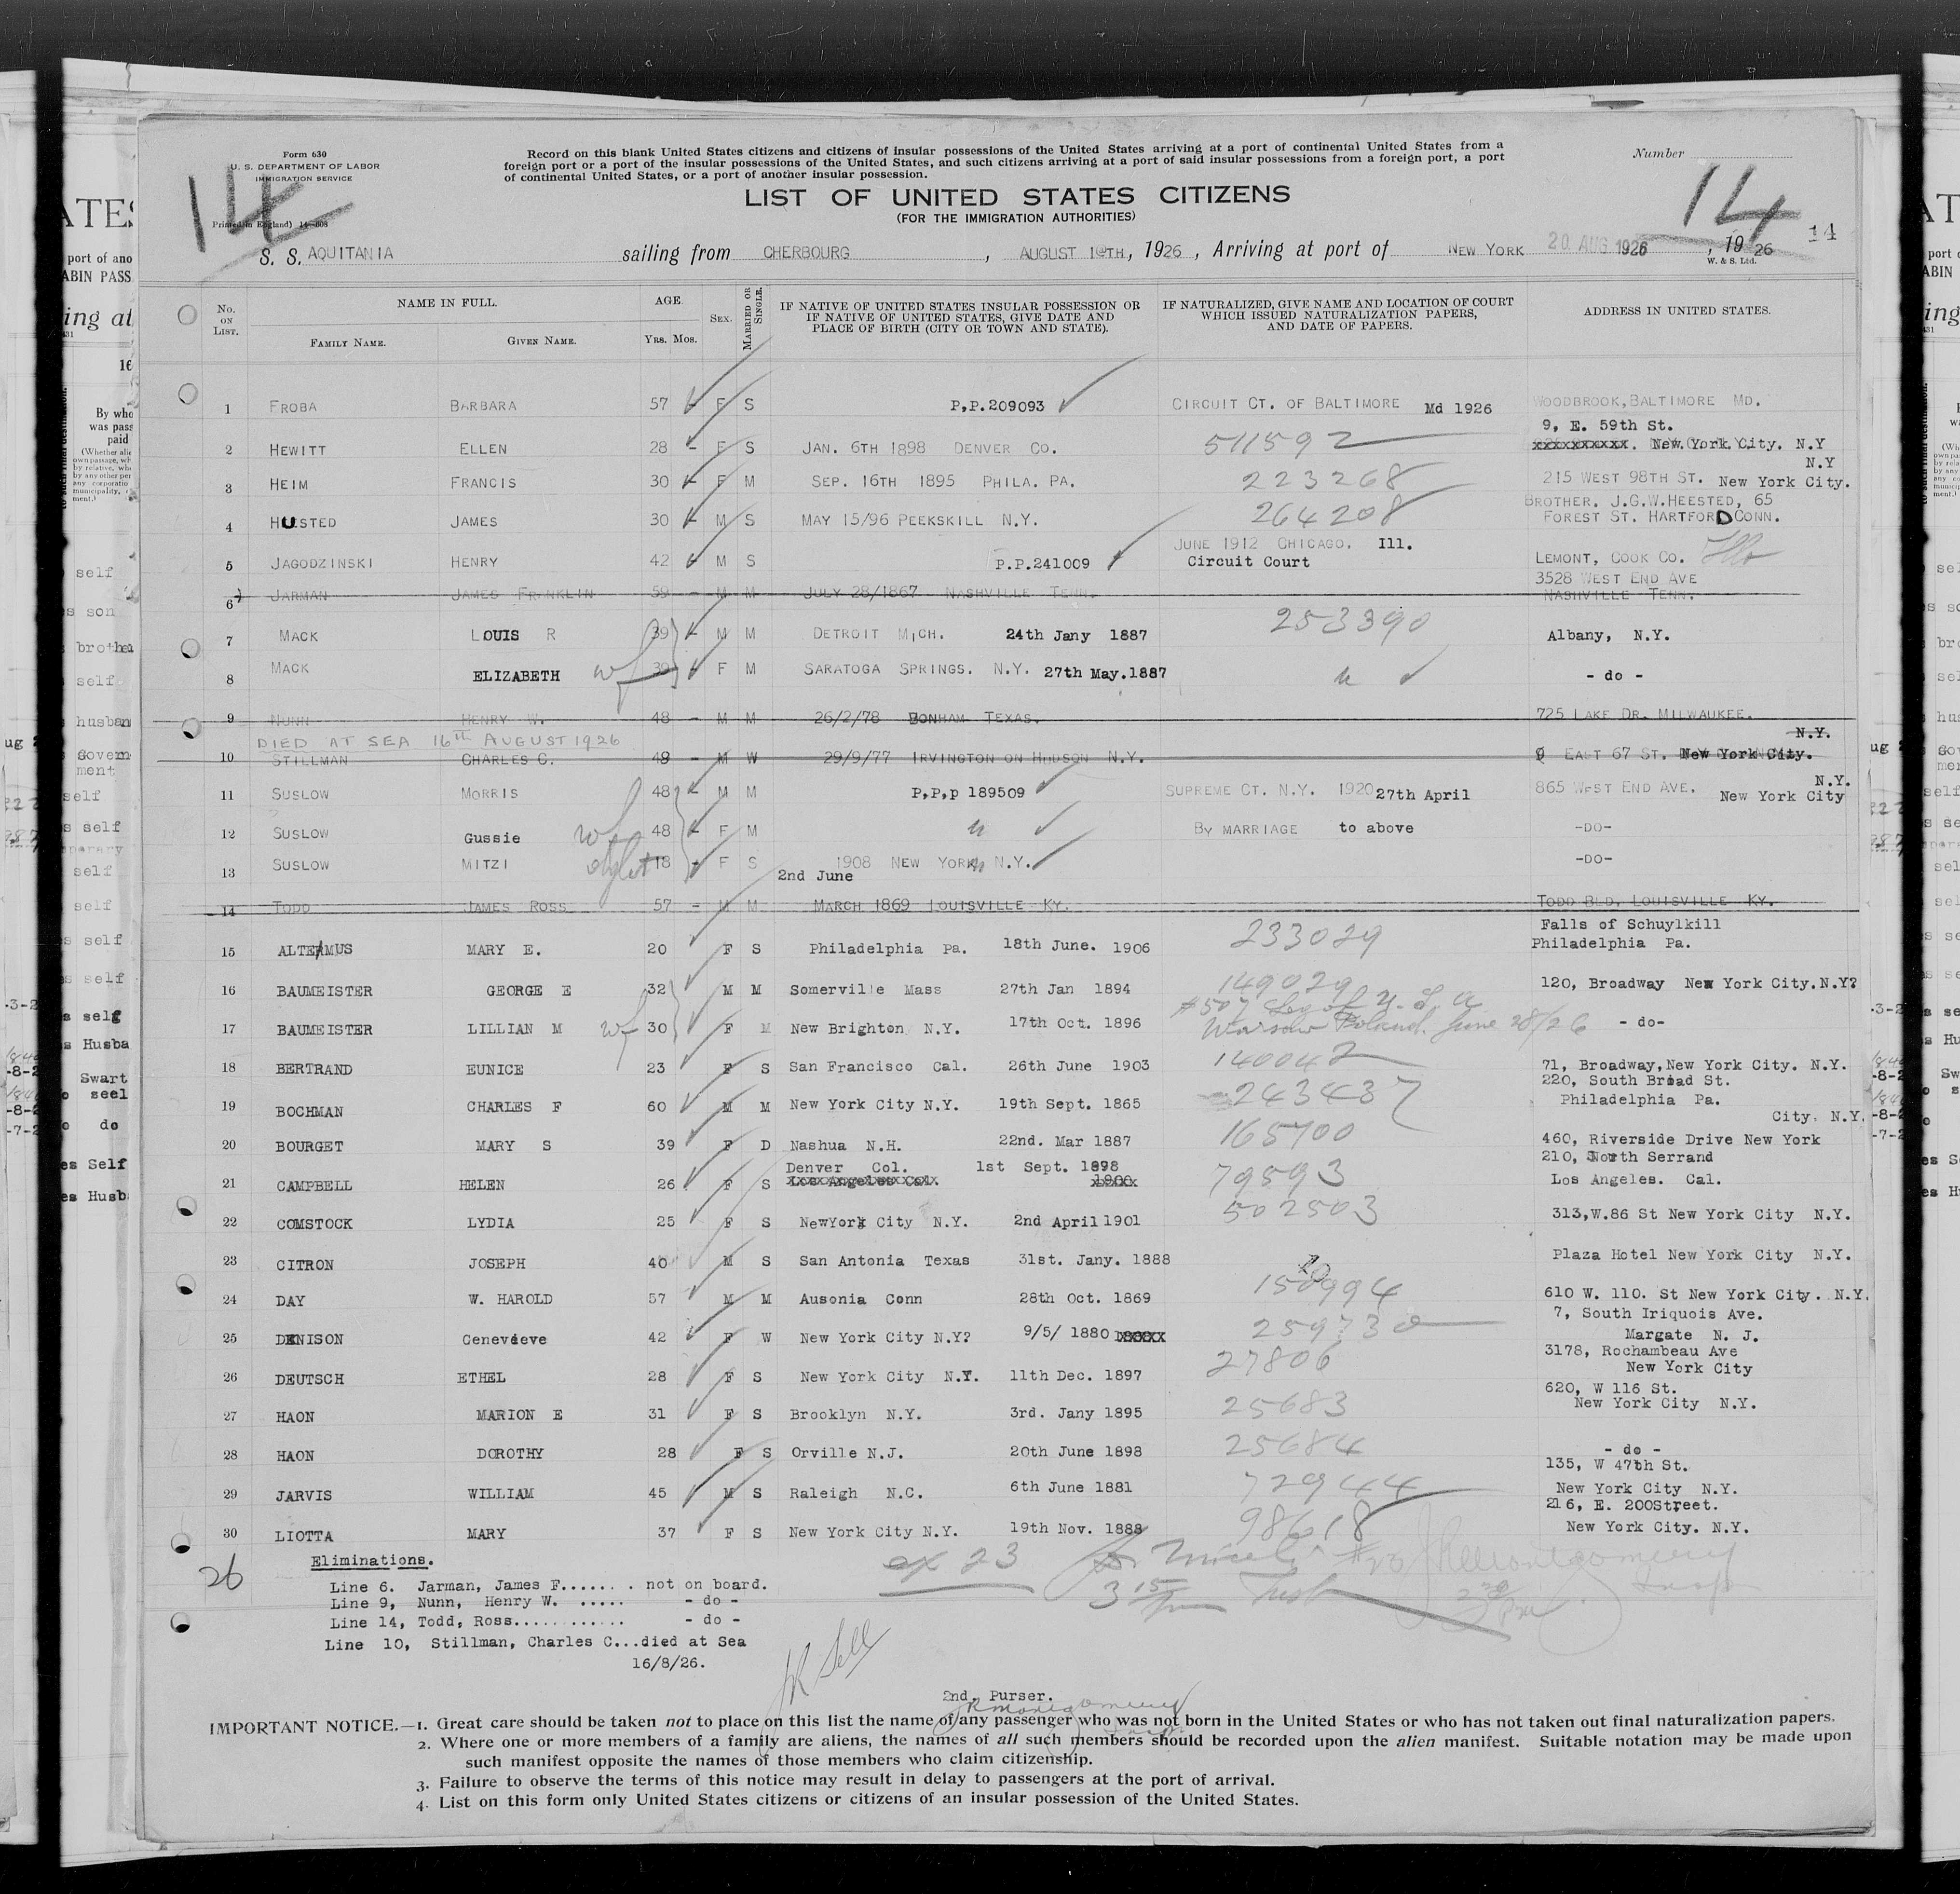 Form 630
U. S. DEPARTMENT OF LABOR
IMMIGRATION SERVICE
Printed in England) 14—608
14
Record on this blank United States citizens and citizens of insular possessions of the United States arriving at a port of continental United States from a
foreign port or a port of the insular possessions of the United States, and such citizens arriving at a port of said insular possessions from a foreign port, a port
of continental United States, or a port of another insular possession.
Number
14
14
LIST OF UNITED STATES CITIZENS
(FOR THE IMMIGRATION AUTHORITIES)
S. S. AQUITANIA sailing from CHERBOURG , AUGUST TH, 1926 , Arriving at port of NEW YORK 20 AUG 1926 , 1926
W. & S. Ltd.
No. ON LIST. NAME IN FULL. FAMILY NAME. GIVEN NAME. AGE. YRS. MOS. SEX. MARRIED OR SINGLE. IF NATIVE OF UNITED STATES INSULAR POSSESSION OR IF NATIVE OF UNITED STATES, GIVE DATE AND PLACE OF BIRTH (CITY OR TOWN AND STATE). IF NATURALIZED, GIVE NAME AND LOCATION OF COURT WHICH ISSUED NATURALIZATION PAPERS, AND DATE OF PAPERS. ADDRESS IN UNITED STATES.
1 FROBA BARBARA 57 - F S P,P.209093 CIRCUIT CT. OF BALTIMORE Md 1926 WOODBROOK, BALTIMORE MD.
2 HEWITT ELLEN 28 - F S JAN. 6TH 1898 DENVER CO. 511592 9, E. 59th St. xxxxxxxxxx. New York City. N.Y
3 HEIM FRANCIS 30 - F M SEP. 16TH 1895 PHILA. PA. 223268 215 WEST 98TH ST. New York City. N.Y
4 HUSTED JAMES 30 - M S MAY 15/96 PEEKSKILL N.Y. 264208 BROTHER. J.G.W.HEESTED, 65 FOREST ST. HARTFORD CONN.
5 JAGODZINSKI HENRY 42 - M S P.P.241009 JUNE 1912 CHICAGO. Ill. Circuit Court LEMONT, COOK CO. Ills
6 JARMAN JAMES FRANKLIN 59 - M M JULY 28/1867 NASHVILLE TENN. 3528 WEST END AVE NASHVILLE TENN.
7 MACK LOUIS R 39 - M M DETROIT MICH. 24th Jany 1887 253390 Albany, N.Y.
8 MACK ELIZABETH wf 39 - F M SARATOGA SPRINGS. N.Y. 27th May.1887 " - do -
9 NUNN HENRY W. 48 - M M 26/2/78 BONHAM TEXAS. 725 LAKE DR. MILWAUKEE.
DIED AT SEA 16TH AUGUST 1926
10 STILLMAN CHARLES C. 48 - M W 29/9/77 IRVINGTON ON HUDSON N.Y. 9 EAST 67 ST. New York City. N.Y.
11 SUSLOW MORRIS 48 - M M P,P,p 189509 SUPREME CT. N.Y. 1920 27th April 865 WEST END AVE. New York City N.Y.
12 SUSLOW Gussie wf 48 - F M " BY MARRIAGE to above -DO-
13 SUSLOW MITZI 18 - F S 1908 NEW YORK N.Y. 2nd June -DO-
14 TODD JAMES ROSS 57 - M M MARCH 1869 LOUISVILLE KY. TODD BLD. LOUISVILLE KY.
15 ALTEMUS MARY E. 20 F S Philadelphia Pa. 18th June. 1906 233029 Falls of Schuylkill Philadelphia Pa.
16 BAUMEISTER GEORGE E 32 M M Somerville Mass 27th Jan 1894 149029 120, Broadway New York City.N.Y?
17 BAUMEISTER LILLIAN M wf 30 F M New Brighton N.Y. 17th Oct. 1896 #507 Leg of U.S.A Warsaw Poland June 28/26 - do-
18 BERTRAND EUNICE 23 F S San Francisco Cal. 26th June 1903 140042 71, Broadway,New York City. N.Y.
19 BOCHMAN CHARLES F 60 M M New York City N.Y. 19th Sept. 1865 243437 220, South Broad St. Philadelphia Pa.
20 BOURGET MARY S 39 F D Nashua N.H. 22nd. Mar 1887 165700 460, Riverside Drive New York City. N.Y.
21 CAMPBELL HELEN 26 F S Denver Col. 1st Sept. 1898 Los Angeles Cal. 1900 79593 210, North Serrand Los Angeles. Cal.
22 COMSTOCK LYDIA 25 F S NewYork City N.Y. 2nd April 1901 502503 313,W.86 St New York City N.Y.
23 CITRON JOSEPH 40 M S San Antonia Texas 31st. Jany. 1888 Plaza Hotel New York City N.Y.
24 DAY W. HAROLD 57 M M Ausonia Conn 28th Oct. 1869 150994 610 W. 110. St New York City. N.Y.
25 DENISON Genevieve 42 F W New York City N.Y? 9/5/ 1880 xxxxx 259730 7, South Iriquois Ave. Margate N. J.
26 DEUTSCH ETHEL 28 F S New York City N.Y. 11th Dec. 1897 27806 3178, Rochambeau Ave New York City
27 HAON MARION E 31 F S Brooklyn N.Y. 3rd. Jany 1895 25683 620, W 116 St. New York City N.Y.
28 HAON DOROTHY 28 F S Orville N.J. 20th June 1898 25684 - do -
29 JARVIS WILLIAM 45 M S Raleigh N.C. 6th June 1881 72944 135, W 47th St. New York City N.Y.
30 LIOTTA MARY 37 F S New York City N.Y. 19th Nov. 1888 98618 216, E. 200Street. New York City. N.Y.
26
Eliminations.
ex 23
Line 6. Jarman, James F....... not on board.
Line 9, Nunn, Henry W. ..... - do -
Line 14, Todd, Ross............ - do -
Line 10, Stillman, Charles C...died at Sea
16/8/26.
2nd. Purser.
IMPORTANT NOTICE.—1. Great care should be taken not to place on this list the name of any passenger who was not born in the United States or who has not taken out final naturalization papers.
2. Where one or more members of a family are aliens, the names of all such members should be recorded upon the alien manifest. Suitable notation may be made upon
such manifest opposite the names of those members who claim citizenship.
3. Failure to observe the terms of this notice may result in delay to passengers at the port of arrival.
4. List on this form only United States citizens or citizens of an insular possession of the United States.